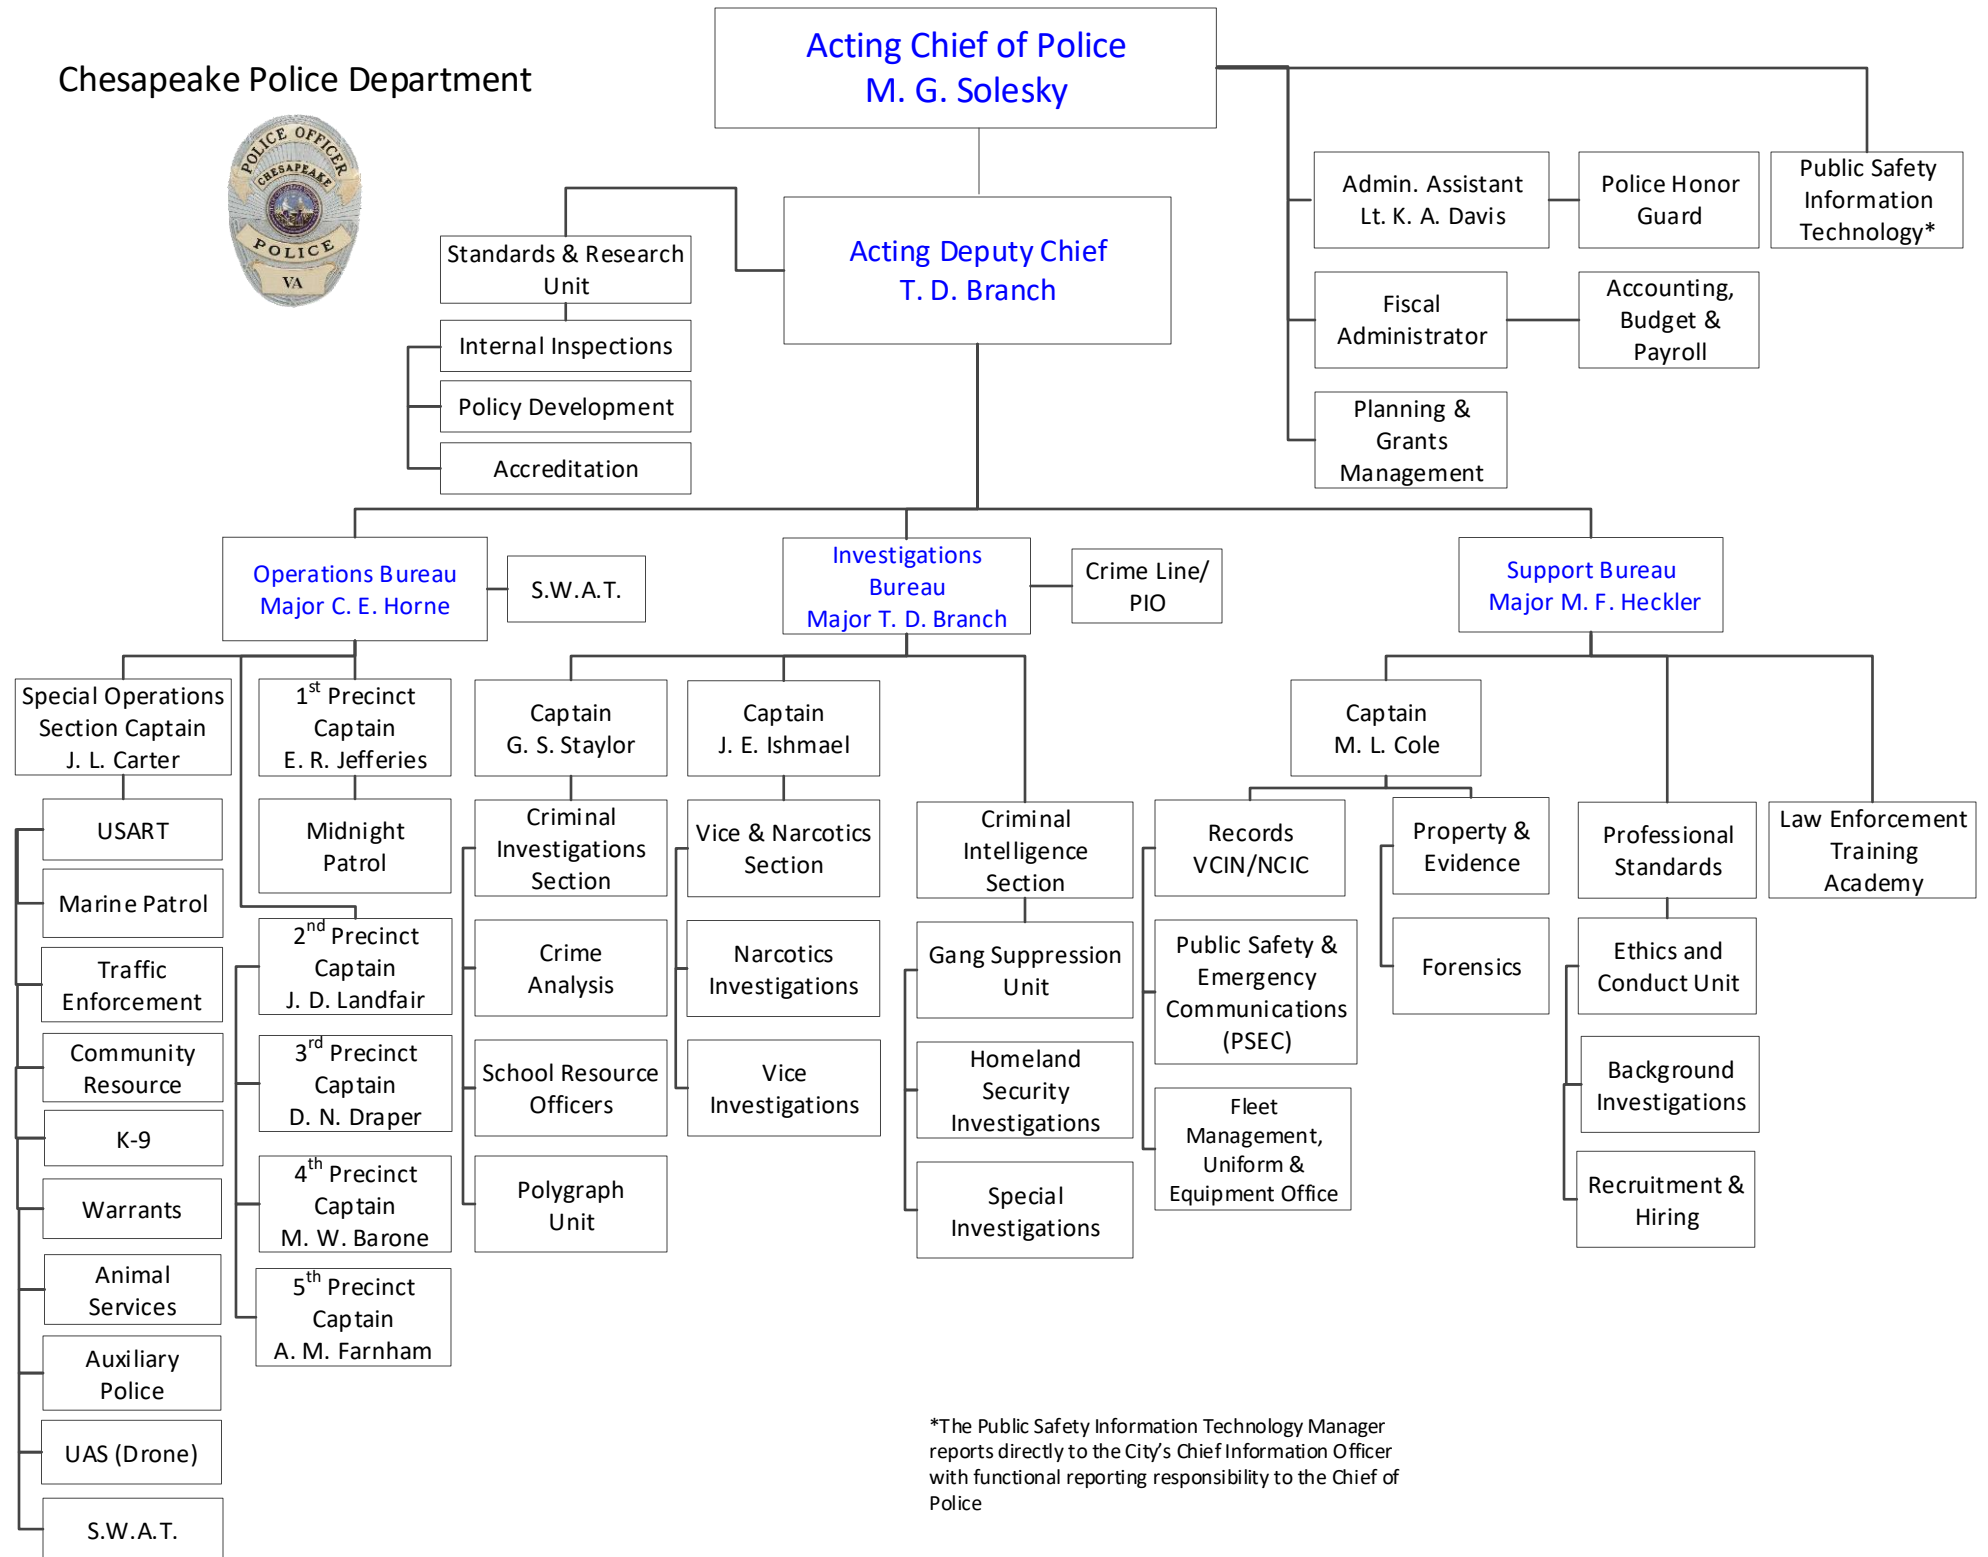 Chesapeake Police Department
POLICE OFFICER
CHESAPEAKE
POLICE
VA
Acting Chief of Police
M. G. Solesky
Admin. Assistant
Lt. K. A. Davis
Police Honor
Guard
Public Safety
Information
Technology*
Acting Deputy Chief
T. D. Branch
Standards & Research
Unit
Internal Inspections
Policy Development
Accreditation
Fiscal
Administrator
Accounting,
Budget &
Payroll
Planning &
Grants
Management
Operations Bureau
Major C. E. Horne
S.W.A.T.
Investigations
Bureau
Major T. D. Branch
Crime Line/
PIO
Support Bureau
Major M. F. Heckler
Special Operations
Section Captain
J. L. Carter
USART
Marine Patrol
Traffic
Enforcement
Community
Resource
K-9
Warrants
Animal
Services
Auxiliary
Police
UAS (Drone)
S.W.A.T.
1st Precinct
Captain
E. R. Jefferies
Midnight
Patrol
2nd Precinct
Captain
J. D. Landfair
3rd Precinct
Captain
D. N. Draper
4th Precinct
Captain
M. W. Barone
5th Precinct
Captain
A. M. Farnham
Captain
G. S. Staylor
Criminal
Investigations
Section
Crime
Analysis
School Resource
Officers
Polygraph
Unit
Captain
J. E. Ishmael
Vice & Narcotics
Section
Narcotics
Investigations
Vice
Investigations
Criminal
Intelligence
Section
Gang Suppression
Unit
Homeland
Security
Investigations
Special
Investigations
Captain
M. L. Cole
Records
VCIN/NCIC
Public Safety &
Emergency
Communications
(PSEC)
Fleet
Management,
Uniform &
Equipment Office
Property &
Evidence
Forensics
Professional
Standards
Ethics and
Conduct Unit
Background
Investigations
Recruitment &
Hiring
Law Enforcement
Training
Academy
*The Public Safety Information Technology Manager
reports directly to the City’s Chief Information Officer
with functional reporting responsibility to the Chief of
Police